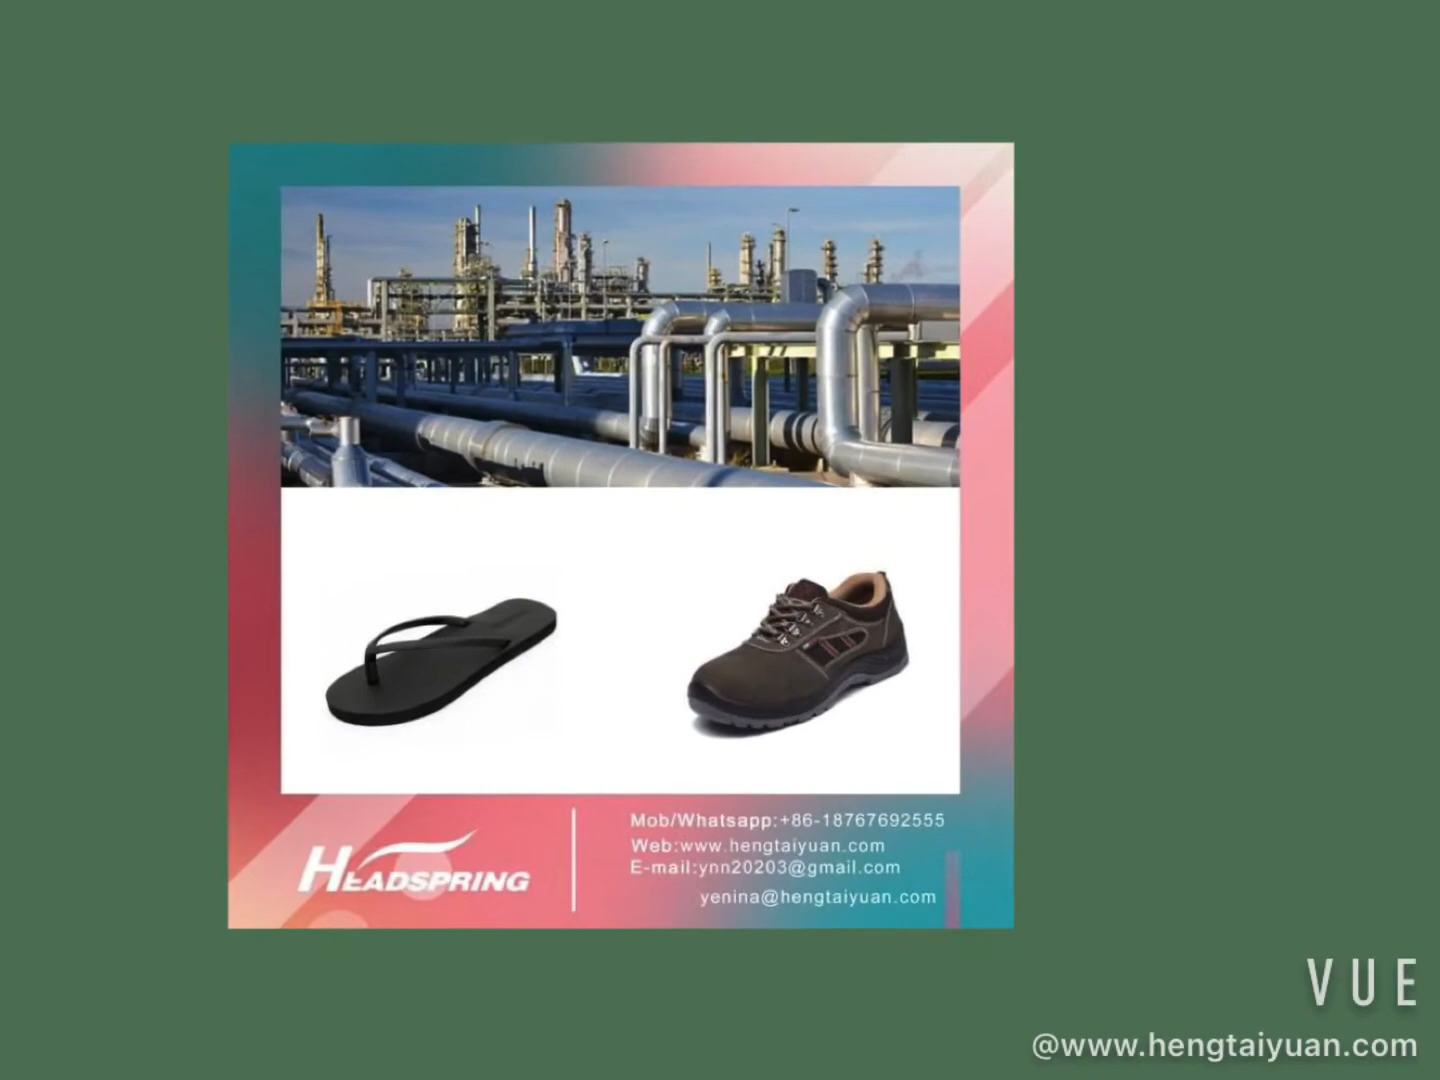 HEADSPRING
Mob/Whatsapp:+86-18767692555
Web:www.hengtaiyuan.com
E-mail:ynn20203@gmail.com
yenina@hengtaiyuan.com
VUE
@www.hengtaiyuan.com